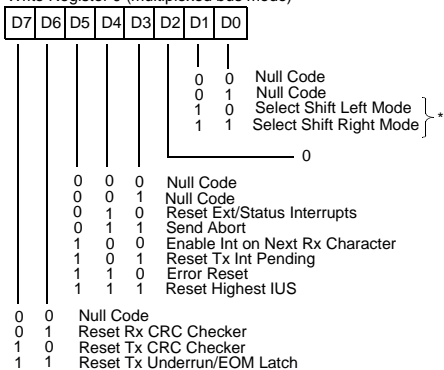 Write Register 0 (multiplexed bus mode)
D7 D6 D5 D4 D3 D2 D1 D0
0 0 Null Code
0 1 Null Code
1 0 Select Shift Left Mode
1 1 Select Shift Right Mode
*
0
0 0 0 Null Code
0 0 1 Null Code
0 1 0 Reset Ext/Status Interrupts
0 1 1 Send Abort
1 0 0 Enable Int on Next Rx Character
1 0 1 Reset Tx Int Pending
1 1 0 Error Reset
1 1 1 Reset Highest IUS
0 0 Null Code
0 1 Reset Rx CRC Checker
1 0 Reset Tx CRC Checker
1 1 Reset Tx Underrun/EOM Latch